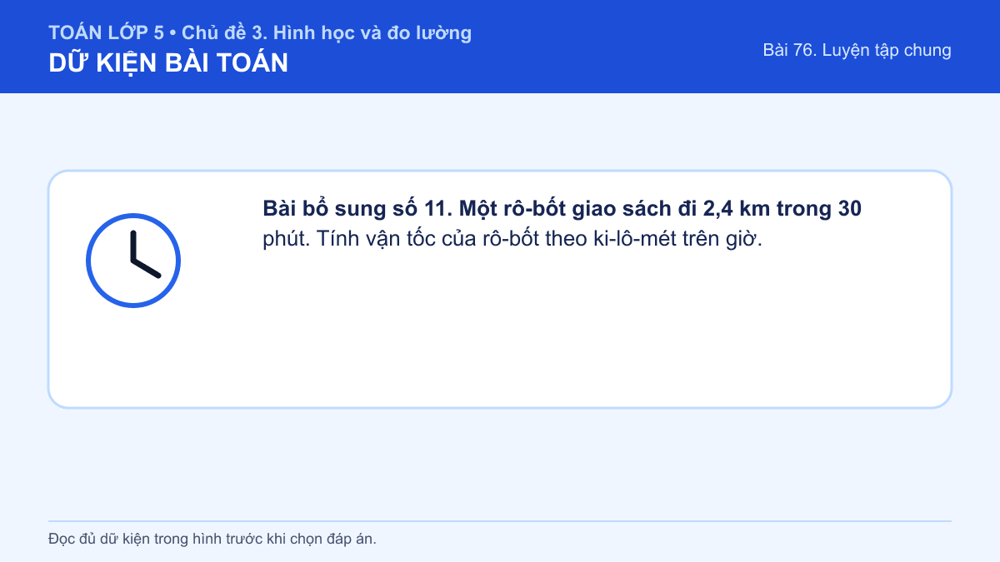 TOÁN LỚP 5 • Chủ đề 3. Hình học và đo lường
DỮ KIỆN BÀI TOÁN
Bài 76. Luyện tập chung
Bài bổ sung số 11. Một rô-bốt giao sách đi 2,4 km trong 30
phút. Tính vận tốc của rô-bốt theo ki-lô-mét trên giờ.
Đọc đủ dữ kiện trong hình trước khi chọn đáp án.